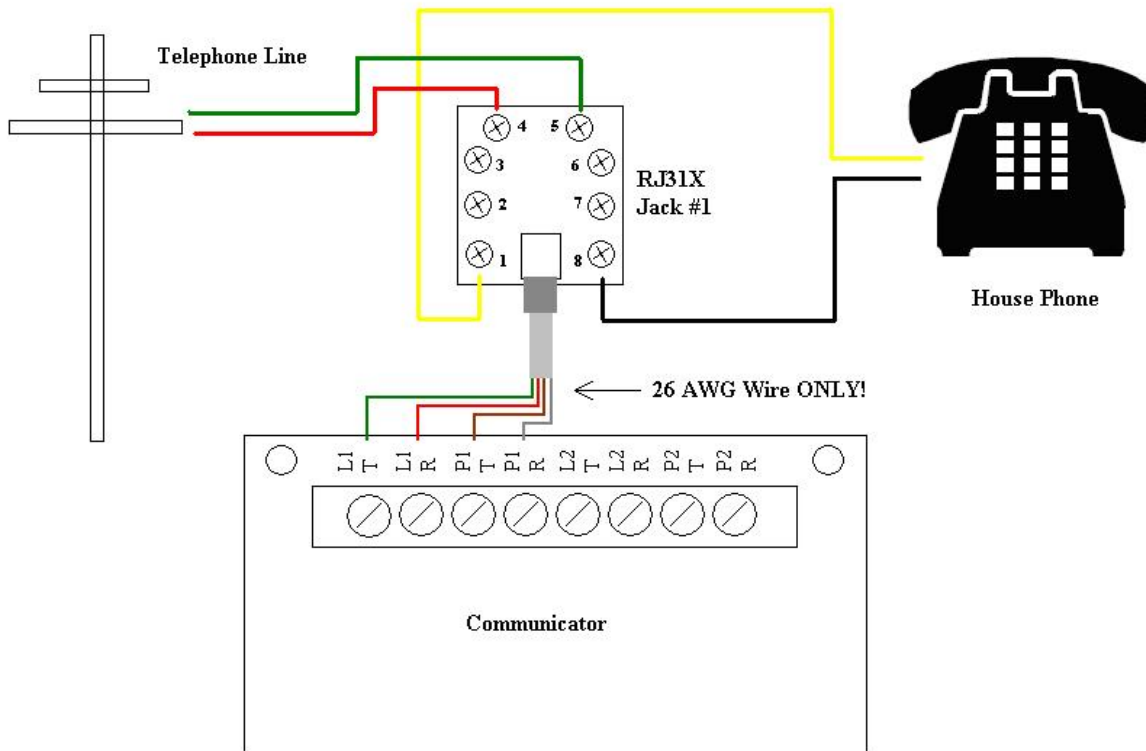 Telephone Line
4 5
3 6
2 7
1 8
RJ31X
Jack #1
House Phone
26 AWG Wire ONLY!
L1 T
L1 R
P1 T
P1 R
L2 T
L2 R
P2 T
P2 R
Communicator